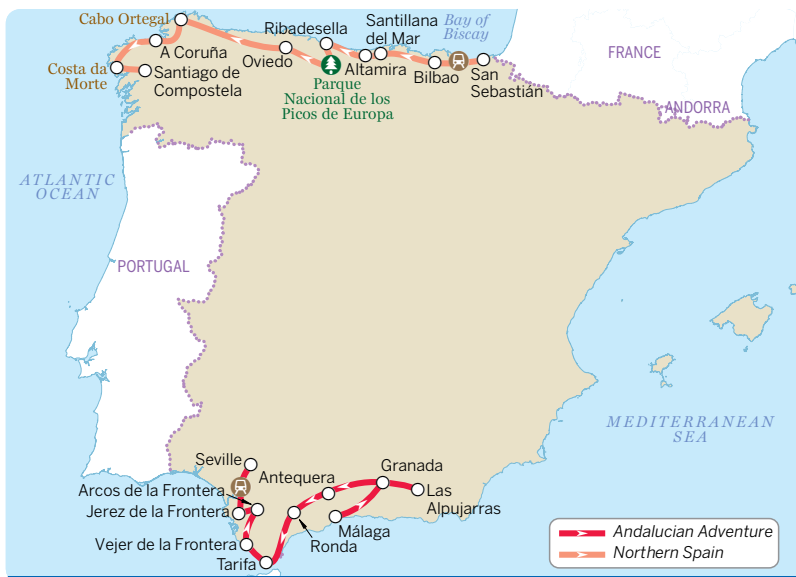 Cabo Ortegal
Ribadesella
Santillana
del Mar
Bay of
Biscay
A Coruña
Oviedo
Altamira
Bilbao
San
Sebastián
FRANCE
Costa da
Morte
Santiago de
Compostela
Parque
Nacional de los
Picos de Europa
ANDORRA
ATLANTIC
OCEAN
PORTUGAL
MEDITERRANEAN
SEA
Seville
Antequera
Granada
Arcos de la Frontera
Las
Alpujarras
Jerez de la Frontera
Málaga
Ronda
Vejer de la Frontera
Tarifa
Andalucian Adventure
Northern Spain